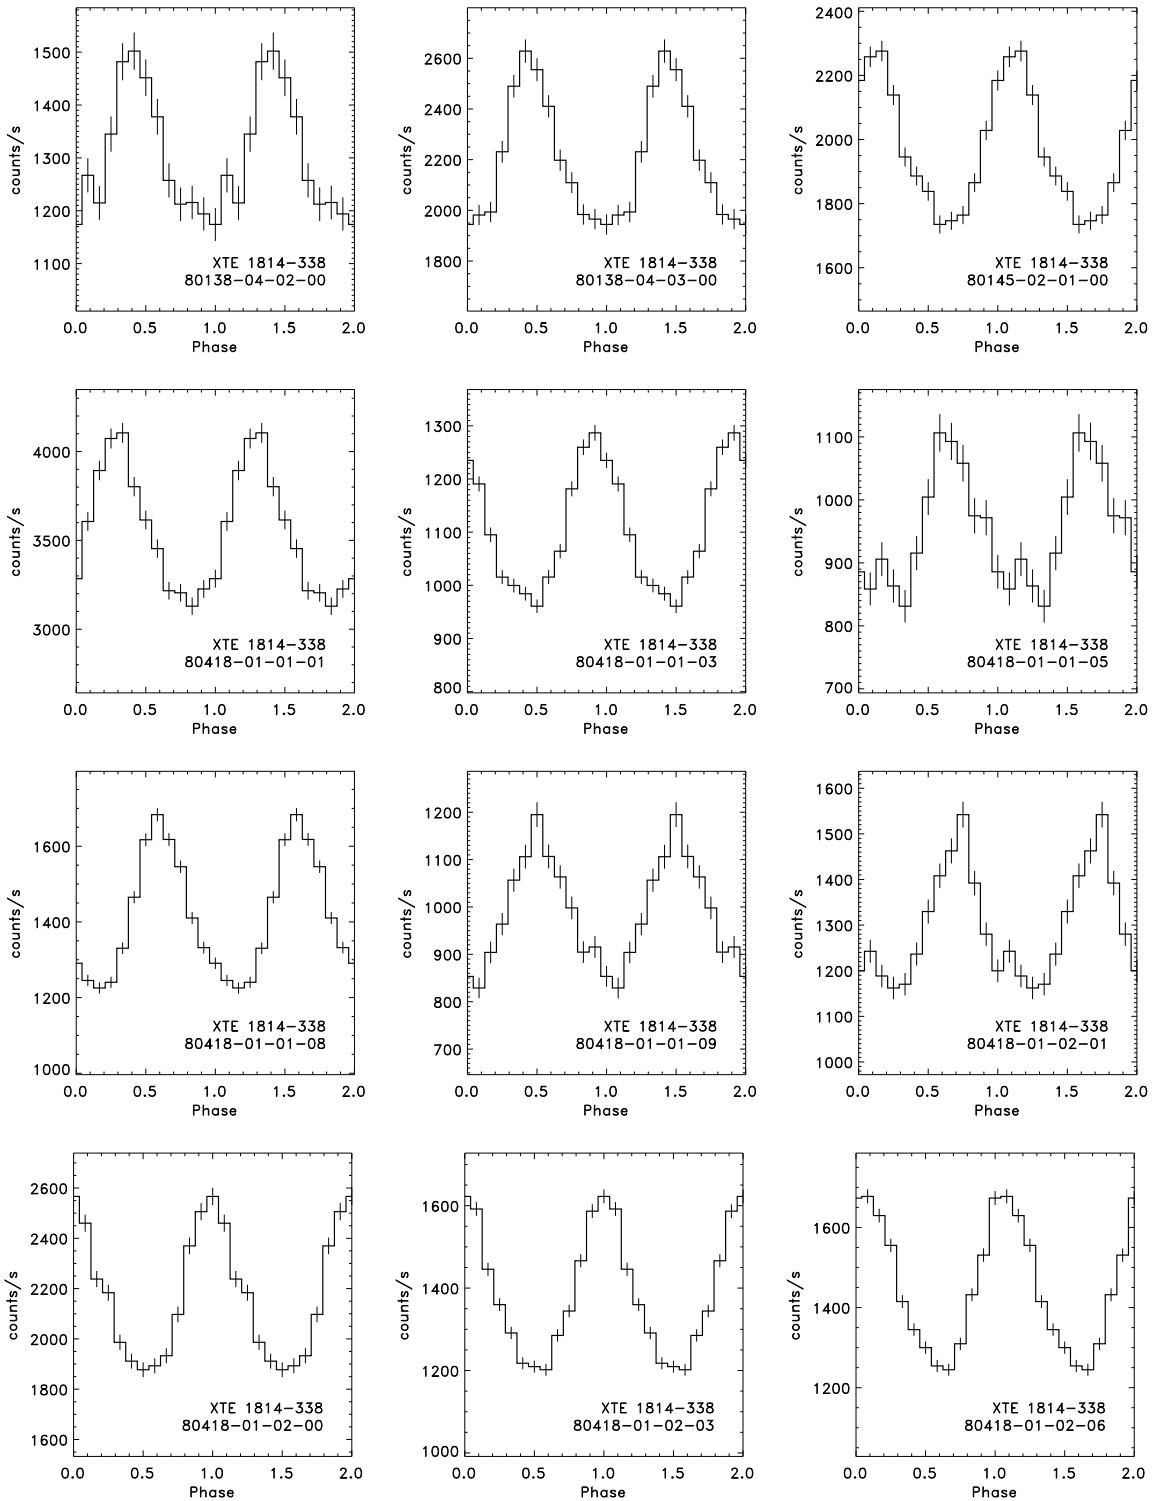 1500
1400
1300
1200
1100
counts/s
XTE 1814-338
80138-04-02-00
0.0 0.5 1.0 1.5 2.0
Phase
2600
2400
2200
2000
1800
counts/s
XTE 1814-338
80138-04-03-00
0.0 0.5 1.0 1.5 2.0
Phase
2400
2200
2000
1800
1600
counts/s
XTE 1814-338
80145-02-01-00
0.0 0.5 1.0 1.5 2.0
Phase
4000
3500
3000
counts/s
XTE 1814-338
80418-01-01-01
0.0 0.5 1.0 1.5 2.0
Phase
1300
1200
1100
1000
900
800
counts/s
XTE 1814-338
80418-01-01-03
0.0 0.5 1.0 1.5 2.0
Phase
1100
1000
900
800
700
counts/s
XTE 1814-338
80418-01-01-05
0.0 0.5 1.0 1.5 2.0
Phase
1600
1400
1200
1000
counts/s
XTE 1814-338
80418-01-01-08
0.0 0.5 1.0 1.5 2.0
Phase
1200
1100
1000
900
800
700
counts/s
XTE 1814-338
80418-01-01-09
0.0 0.5 1.0 1.5 2.0
Phase
1600
1500
1400
1300
1200
1100
1000
counts/s
XTE 1814-338
80418-01-02-01
0.0 0.5 1.0 1.5 2.0
Phase
2600
2400
2200
2000
1800
1600
counts/s
XTE 1814-338
80418-01-02-00
0.0 0.5 1.0 1.5 2.0
Phase
1600
1400
1200
1000
counts/s
XTE 1814-338
80418-01-02-03
0.0 0.5 1.0 1.5 2.0
Phase
1600
1400
1200
counts/s
XTE 1814-338
80418-01-02-06
0.0 0.5 1.0 1.5 2.0
Phase